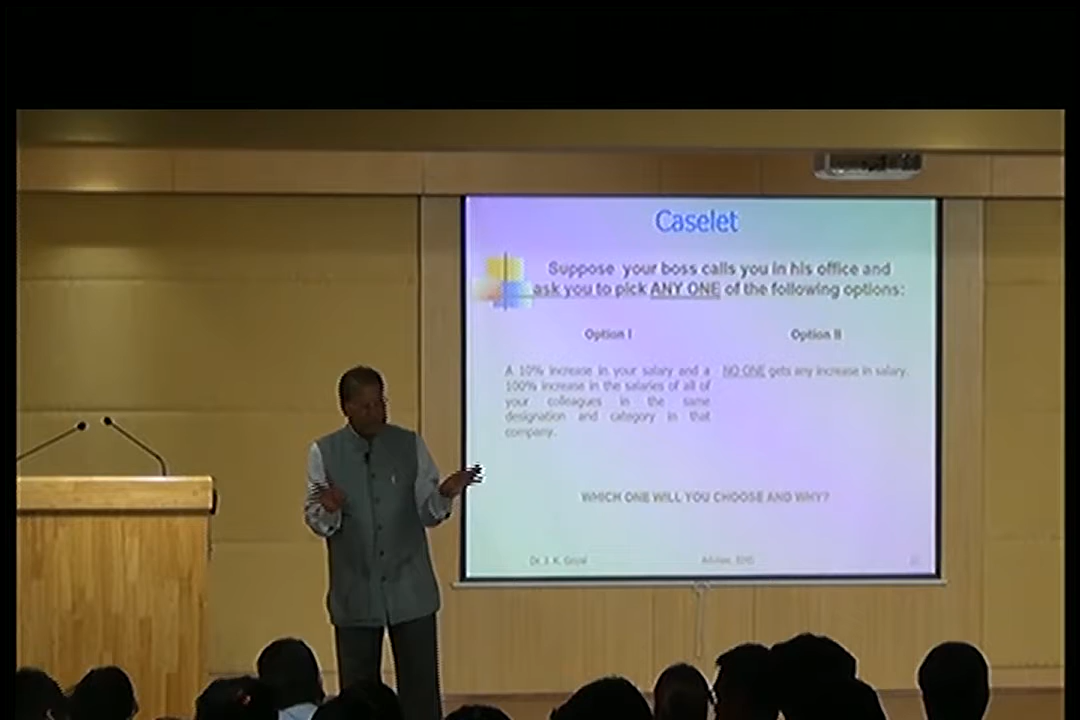 Caselet
Suppose your boss calls you in his office and
ask you to pick ANY ONE of the following options:
Option I
Option II
A 10% increase in your salary and a
100% increase in the salaries of all of
your colleagues in the same
designation and category in that
company.
NO ONE gets any increase in salary.
WHICH ONE WILL YOU CHOOSE AND WHY?
Dr. J. K. Goyal